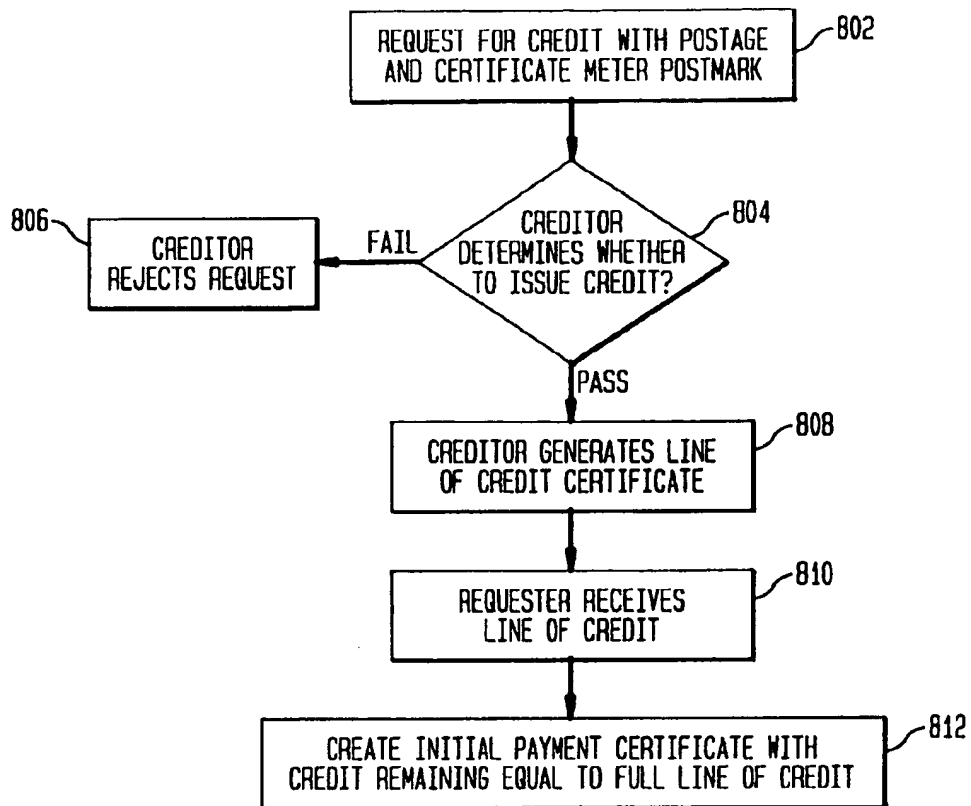 REQUEST FOR CREDIT WITH POSTAGE
AND CERTIFICATE METER POSTMARK
802
CREDITOR
DETERMINES WHETHER
TO ISSUE CREDIT?
804
FAIL
806
CREDITOR
REJECTS REQUEST
PASS
CREDITOR GENERATES LINE
OF CREDIT CERTIFICATE
808
REQUESTER RECEIVES
LINE OF CREDIT
810
CREATE INITIAL PAYMENT CERTIFICATE WITH
CREDIT REMAINING EQUAL TO FULL LINE OF CREDIT
812